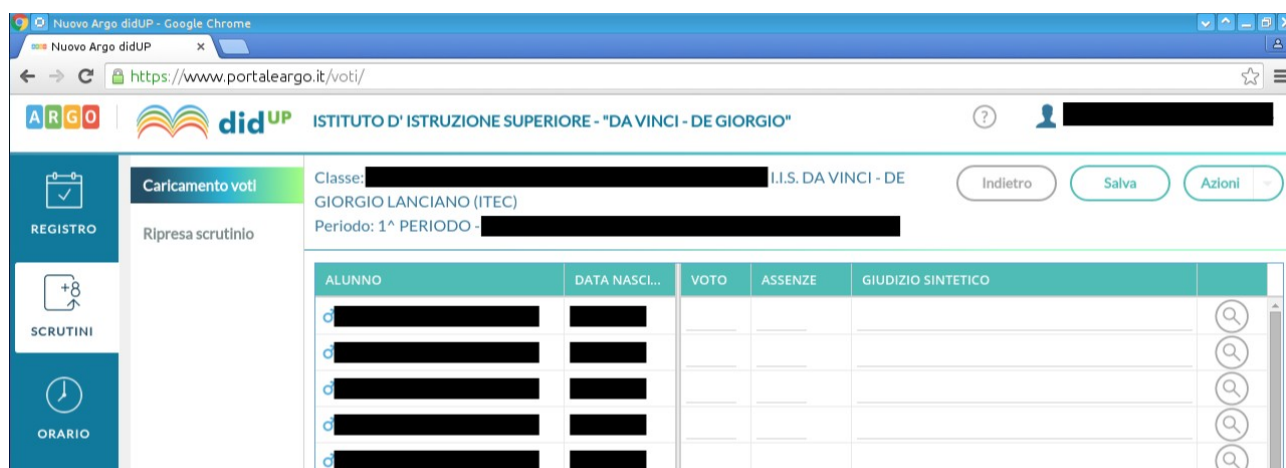 Nuovo Argo didUP - Google Chrome
Nuovo Argo didUP
https://www.portaleargo.it/voti/
ARGO
didUP
ISTITUTO D' ISTRUZIONE SUPERIORE - "DA VINCI - DE GIORGIO"
?
REGISTRO
+8
SCRUTINI
ORARIO
Caricamento voti
Ripresa scrutinio
Classe: I.I.S. DA VINCI - DE
GIORGIO LANCIANO (ITEC)
Periodo: 1^ PERIODO -
Indietro
Salva
Azioni
ALUNNO DATA NASCI... VOTO ASSENZE GIUDIZIO SINTETICO